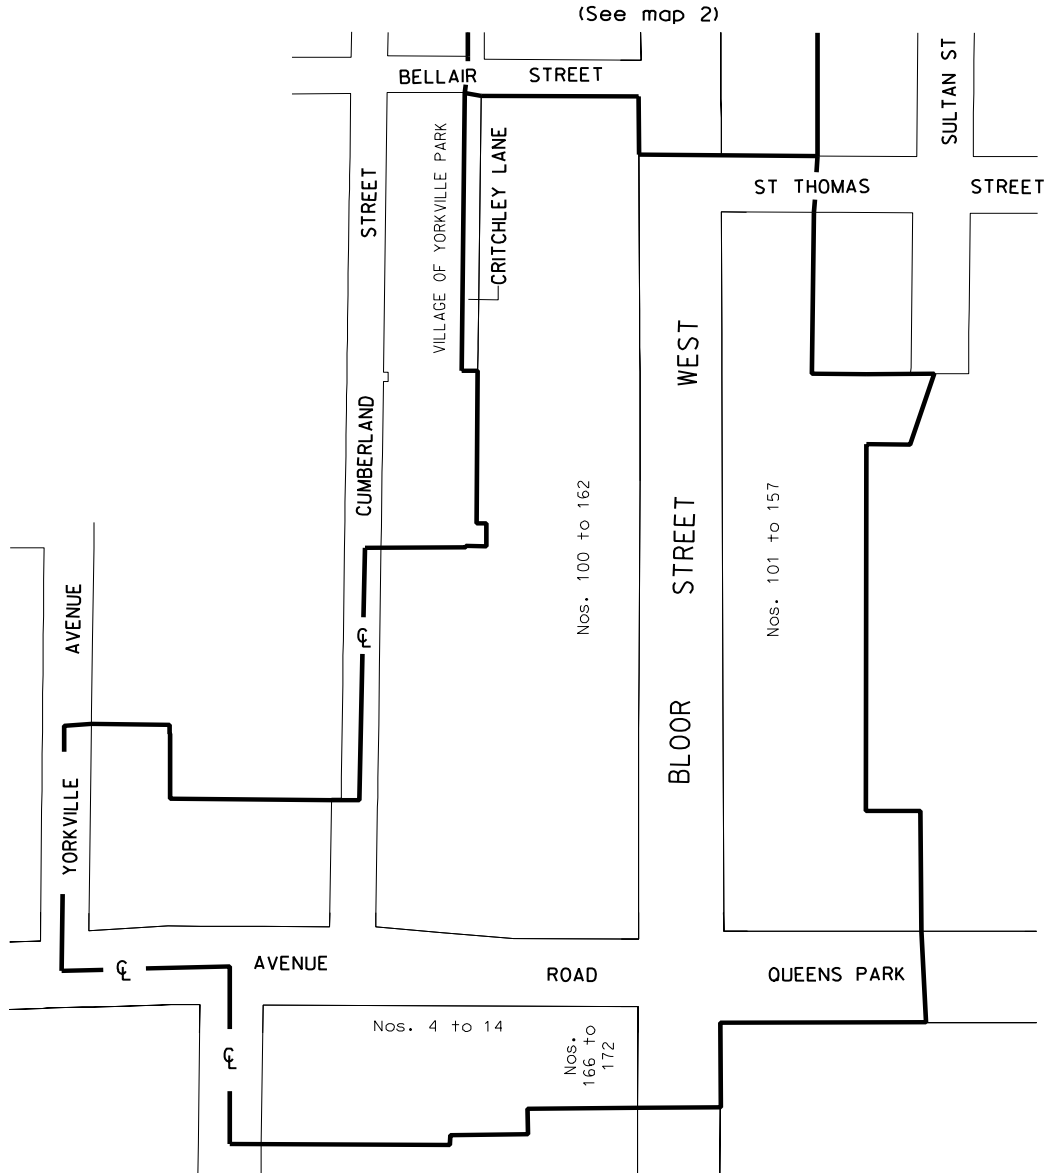 (See map 2)
BELLAIR STREET
SULTAN ST
VILLAGE OF YORKVILLE PARK
CRITCHLEY LANE
ST THOMAS STREET
CUMBERLAND STREET
BLOOR STREET WEST
Nos. 100 to 162
Nos. 101 to 157
YORKVILLE AVENUE
℄
℄
AVENUE ROAD
QUEENS PARK
Nos. 4 to 14
℄
Nos.
166 to
172